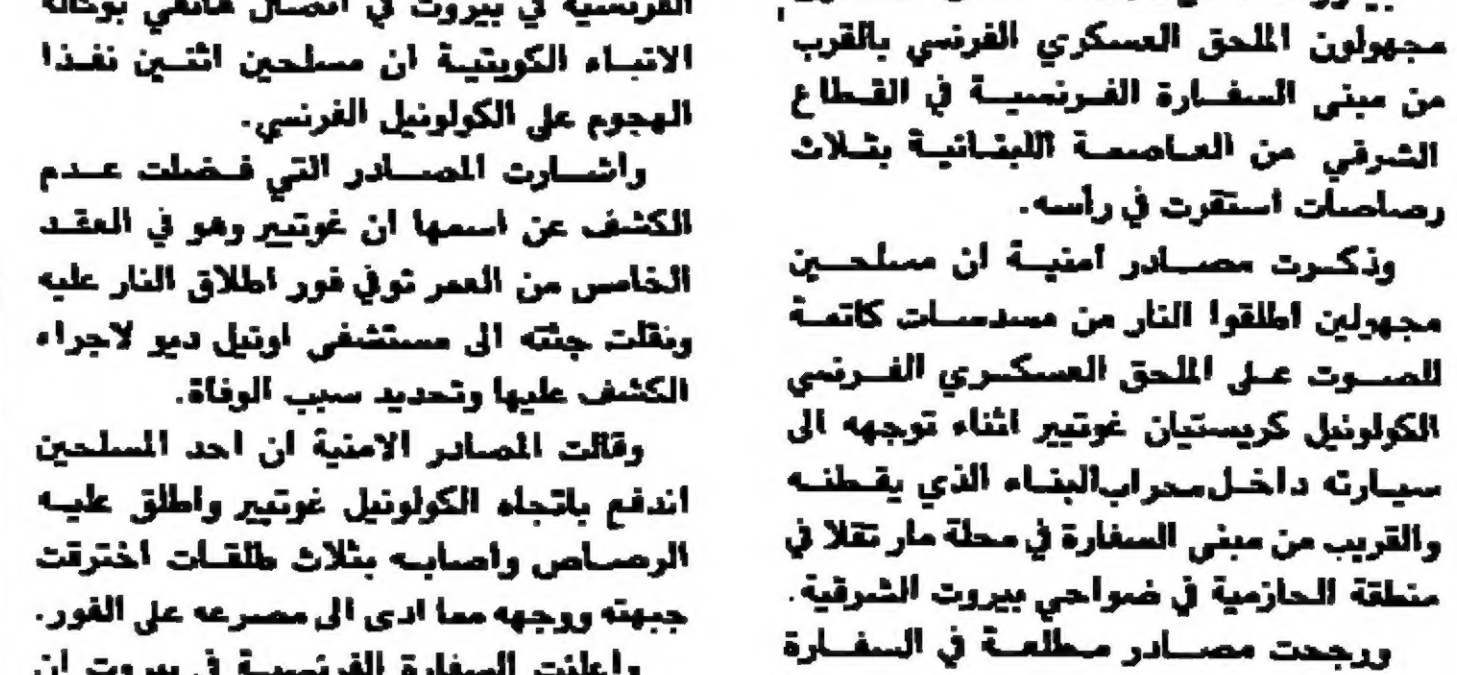 مجهولون الملحق العسكري الفرنسي بالقرب
من مبنى السفارة الفرنسية في القطاع
الشرقي من العاصمة اللبنانية بثلاث
رصاصات استقرت في رأسه.
وذكرت مصادر امنية ان مسلحين
مجهولين اطلقوا النار من مسدسات كاتمة
للصوت على الملحق العسكري الفرنسي
الكولونيل كريستيان غوتيير اثناء توجهه الى
سيارته داخل محراب البناء الذي يقطنه
والقريب من مبنى السفارة في محلة مار تقلا في
منطقة الحازمية في ضواحي بيروت الشرقية.
ورجحت مصادر مطلعة في السفارة
الفرنسية في بيروت في اتصال هاتفي بوكالة
الانباء الكويتية ان مسلحين اثنين نفذا
الهجوم على الكولونيل الفرنسي.
واشارت المصادر التي فضلت عدم
الكشف عن اسمها ان غوتيير وهو في العقد
الخامس من العمر توفي فور اطلاق النار عليه
ونقلت جثته الى مستشفى اوتيل ديو لاجراء
الكشف عليها وتحديد سبب الوفاة.
وقالت المصادر الامنية ان احد المسلحين
اندفع باتجاه الكولونيل غوتيير واطلق عليه
الرصاص واصابه بثلاث طلقات اخترقت
جبهته ووجهه مما ادى الى مصرعه على الفور.
واعلنت السفارة الفرنسية في بيروت ان